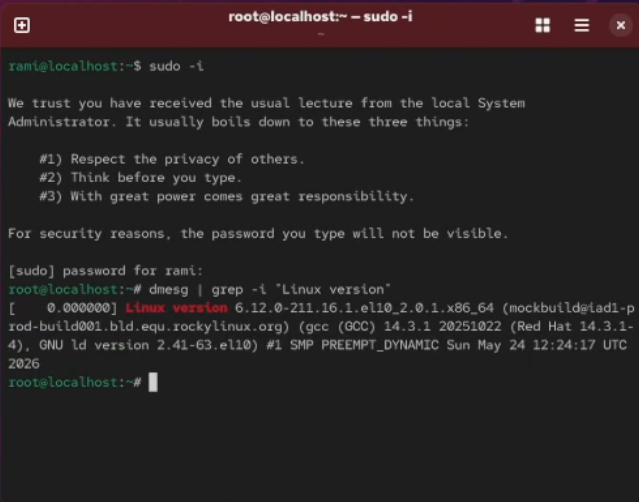 root@localhost:~ — sudo -i
~
rami@localhost:~$ sudo -i
We trust you have received the usual lecture from the local System
Administrator. It usually boils down to these three things:
#1) Respect the privacy of others.
#2) Think before you type.
#3) With great power comes great responsibility.
For security reasons, the password you type will not be visible.
[sudo] password for rami:
root@localhost:~# dmesg | grep -i "Linux version"
[    0.000000] Linux version 6.12.0-211.16.1.el10_2.0.1.x86_64 (mockbuild@iad1-p
rod-build001.bld.equ.rockylinux.org) (gcc (GCC) 14.3.1 20251022 (Red Hat 14.3.1-
4), GNU ld version 2.41-63.el10) #1 SMP PREEMPT_DYNAMIC Sun May 24 12:24:17 UTC
2026
root@localhost:~#